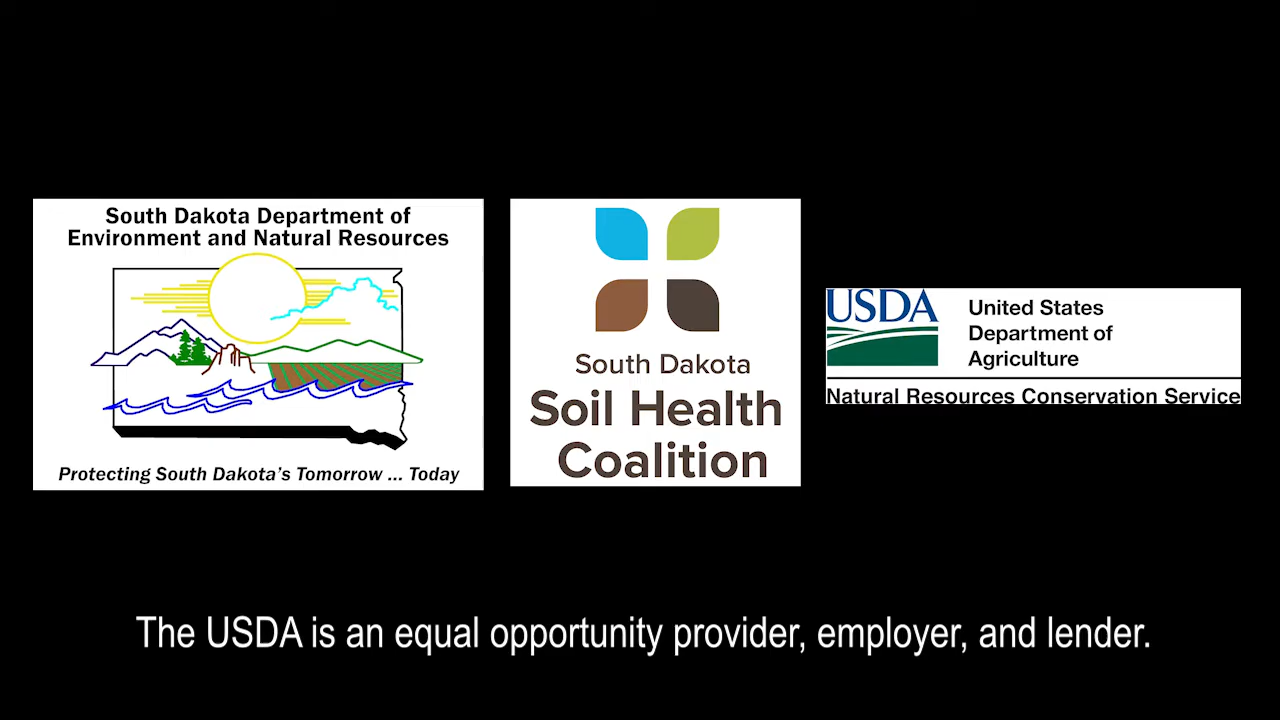 South Dakota Department of
Environment and Natural Resources
Protecting South Dakota's Tomorrow ... Today
South Dakota
Soil Health
Coalition
USDA
United States
Department of
Agriculture
Natural Resources Conservation Service
The USDA is an equal opportunity provider, employer, and lender.